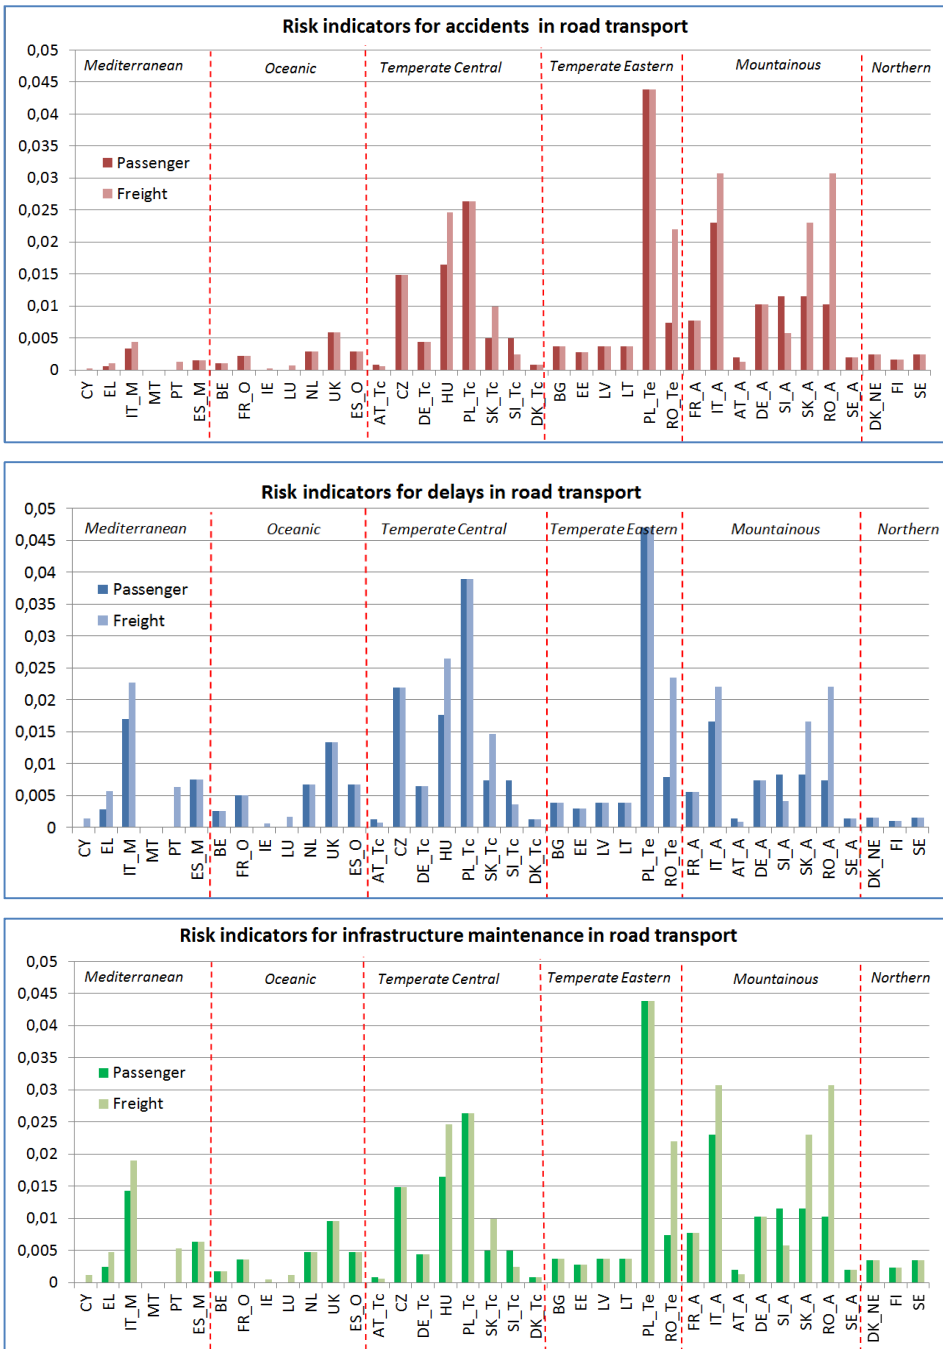 Risk indicators for accidents in road transport
0,05
0,045
0,04
0,035
0,03
0,025
0,02
0,015
0,01
0,005
0
Mediterranean
Oceanic
Temperate Central
Temperate Eastern
Mountainous
Northern
Passenger
Freight
CY
EL
IT_M
MT
PT
ES_M
BE
FR_O
IE
LU
NL
UK
ES_O
AT_Tc
CZ
DE_Tc
HU
PL_Tc
SK_Tc
SI_Tc
DK_Tc
BG
EE
LV
LT
PL_Te
RO_Te
FR_A
IT_A
AT_A
DE_A
SI_A
SK_A
RO_A
SE_A
DK_NE
FI
SE
Risk indicators for delays in road transport
0,05
0,045
0,04
0,035
0,03
0,025
0,02
0,015
0,01
0,005
0
Mediterranean
Oceanic
Temperate Central
Temperate Eastern
Mountainous
Northern
Passenger
Freight
CY
EL
IT_M
MT
PT
ES_M
BE
FR_O
IE
LU
NL
UK
ES_O
AT_Tc
CZ
DE_Tc
HU
PL_Tc
SK_Tc
SI_Tc
DK_Tc
BG
EE
LV
LT
PL_Te
RO_Te
FR_A
IT_A
AT_A
DE_A
SI_A
SK_A
RO_A
SE_A
DK_NE
FI
SE
Risk indicators for infrastructure maintenance in road transport
0,05
0,045
0,04
0,035
0,03
0,025
0,02
0,015
0,01
0,005
0
Mediterranean
Oceanic
Temperate Central
Temperate Eastern
Mountainous
Northern
Passenger
Freight
CY
EL
IT_M
MT
PT
ES_M
BE
FR_O
IE
LU
NL
UK
ES_O
AT_Tc
CZ
DE_Tc
HU
PL_Tc
SK_Tc
SI_Tc
DK_Tc
BG
EE
LV
LT
PL_Te
RO_Te
FR_A
IT_A
AT_A
DE_A
SI_A
SK_A
RO_A
SE_A
DK_NE
FI
SE